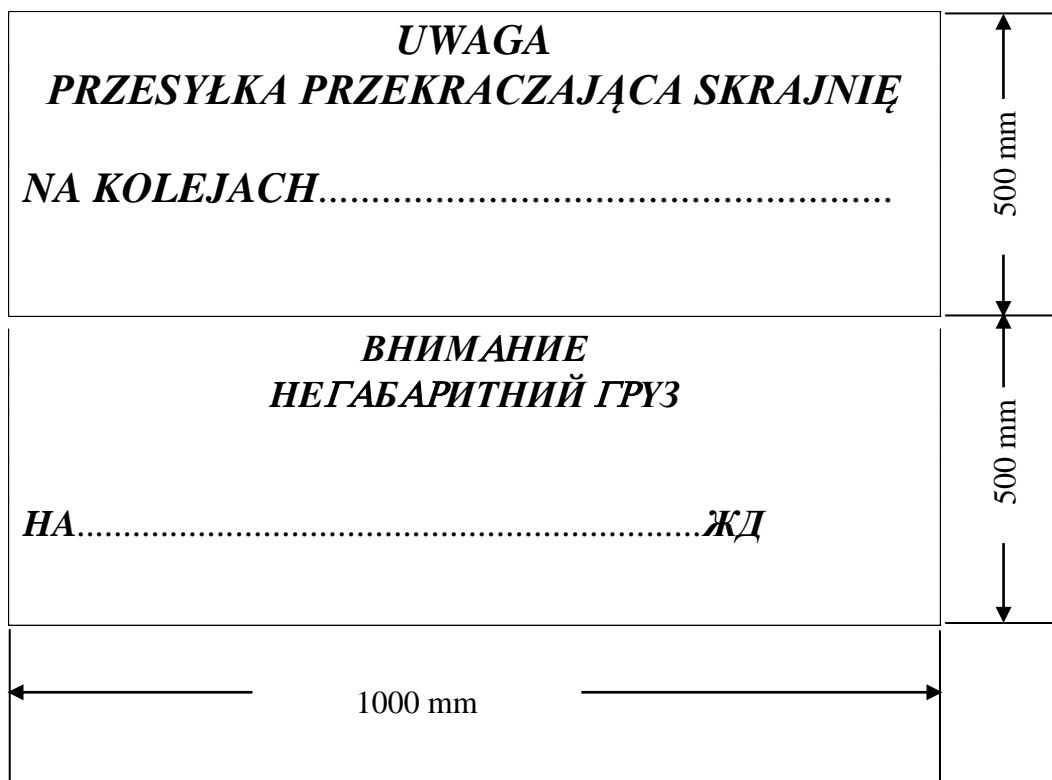 UWAGA
PRZESYŁKA PRZEKRACZAJĄCA SKRAJNIĘ
NA KOLEJACH.......................................................
500 mm
ВНИМАНИЕ
НЕГАБАРИТНИЙ ГРУЗ
НА...................................................................ЖД
500 mm
1000 mm